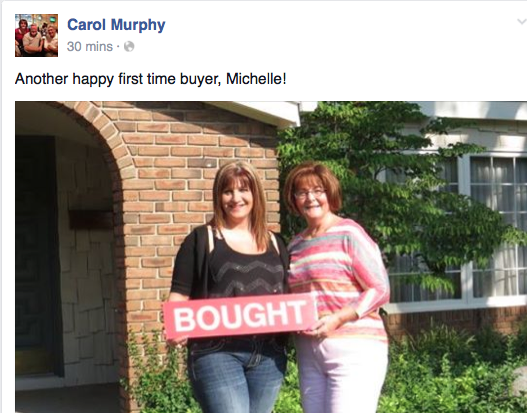 Carol Murphy
30 mins ·
Another happy first time buyer, Michelle!
BOUGHT